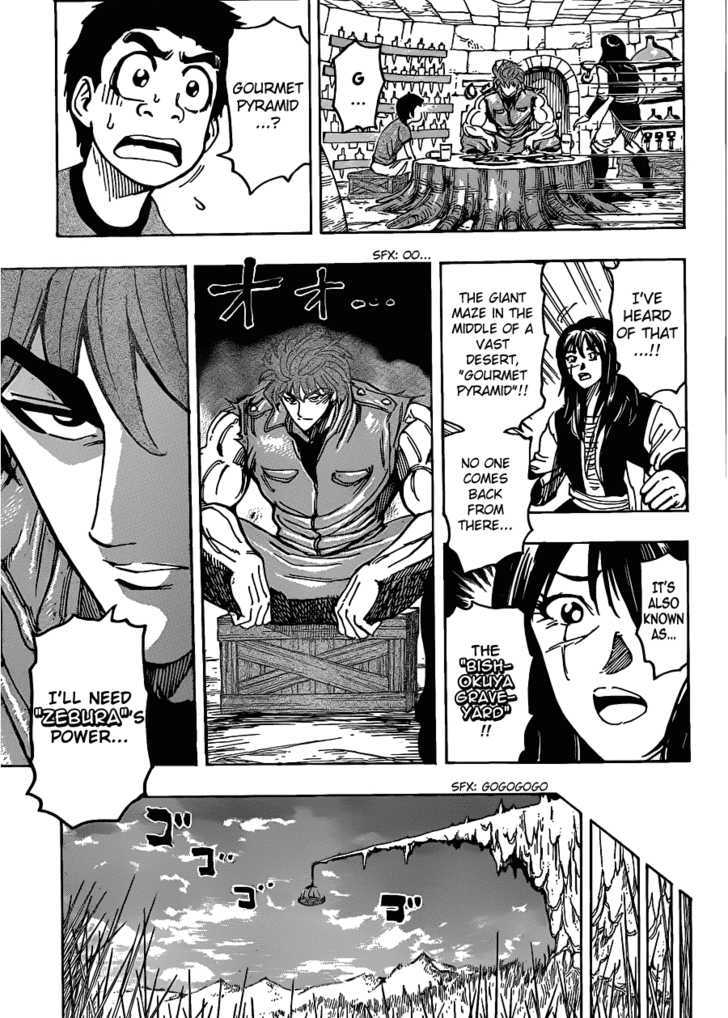 G
...
GOURMET
PYRAMID
...?
SFX: OO...
オオ...
I'VE
HEARD
OF THAT
...!!
THE GIANT
MAZE IN THE
MIDDLE OF A
VAST
DESERT,
"GOURMET
PYRAMID"!!
NO ONE
COMES
BACK
FROM
THERE...
IT'S
ALSO
KNOWN
AS...
THE
"BISH-
OKUYA
GRAVE-
YARD"
!!
I'LL NEED
"ZEBURA"'S
POWER...
SFX: GOGOGOGO
ゴゴゴゴ